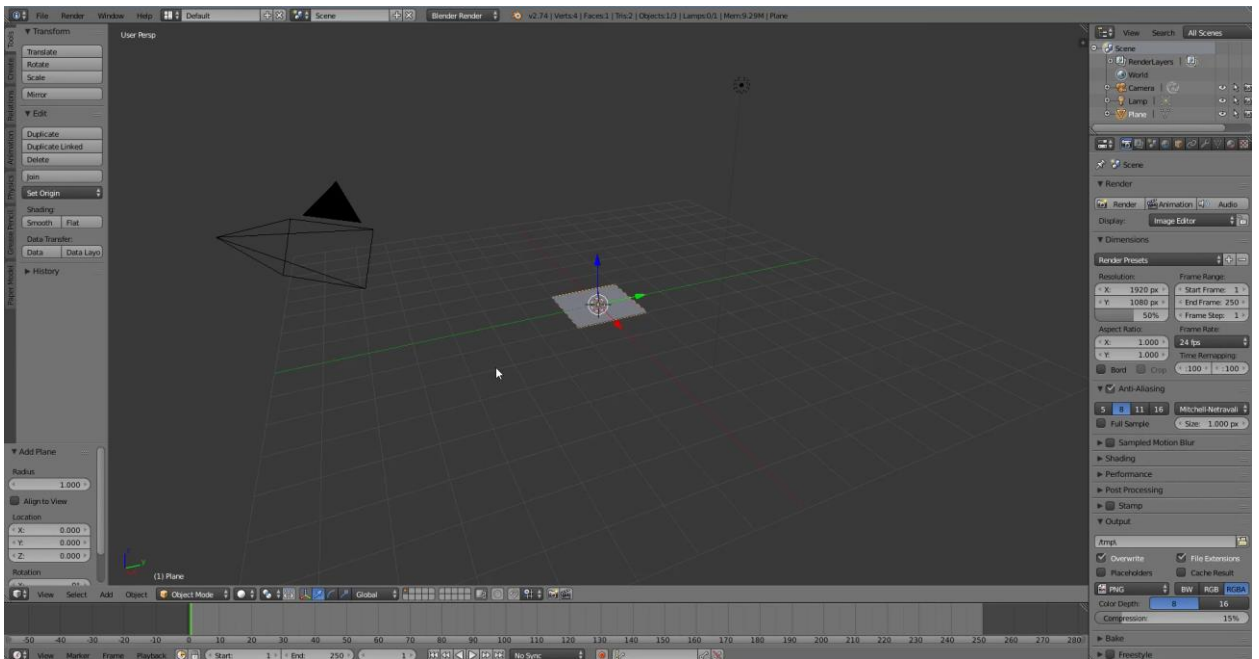 File Render Window Help Default Scene Blender Render v2.74 | Verts:4 | Faces:1 | Tris:2 | Objects:1/3 | Lamps:0/1 | Mem:9.29M | Plane
Tools
Create
Relations
Animation
Physics
Grease Pencil
Paper Model
Transform
Translate
Rotate
Scale
Mirror
Edit
Duplicate
Duplicate Linked
Delete
Join
Set Origin
Shading:
Smooth Flat
Data Transfer:
Data Data Layo
History
Add Plane
Radius
1.000
Align to View
Location
X: 0.000
Y: 0.000
Z: 0.000
Rotation
User Persp
(1) Plane
View Select Add Object Object Mode Global
-50 -40 -30 -20 -10 0 10 20 30 40 50 60 70 80 90 100 110 120 130 140 150 160 170 180 190 200 210 220 230 240 250 260 270 280
View Marker Frame Playback Start: 1 End: 250 1 No Sync
View Search All Scenes
Scene
RenderLayers
World
Camera
Lamp
Plane
Scene
Render
Render Animation Audio
Display: Image Editor
Dimensions
Render Presets
Resolution: Frame Range:
X: 1920 px Start Frame: 1
Y: 1080 px End Frame: 250
50% Frame Step: 1
Aspect Ratio: Frame Rate:
X: 1.000 24 fps
Y: 1.000 Time Remapping:
Bord Crop :100 :100
Anti-Aliasing
5 8 11 16 Mitchell-Netravali
Full Sample Size: 1.000 px
Sampled Motion Blur
Shading
Performance
Post Processing
Stamp
Output
/tmp\
Overwrite File Extensions
Placeholders Cache Result
PNG BW RGB RGBA
Color Depth: 8 16
Compression: 15%
Bake
Freestyle